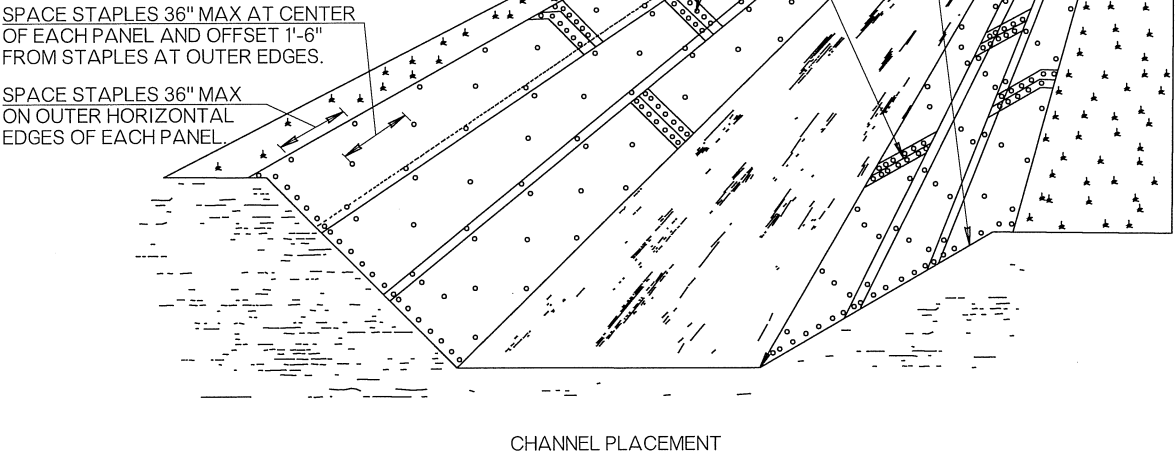 SPACE STAPLES 36" MAX AT CENTER
OF EACH PANEL AND OFFSET 1'-6"
FROM STAPLES AT OUTER EDGES.
SPACE STAPLES 36" MAX
ON OUTER HORIZONTAL
EDGES OF EACH PANEL.
CHANNEL PLACEMENT